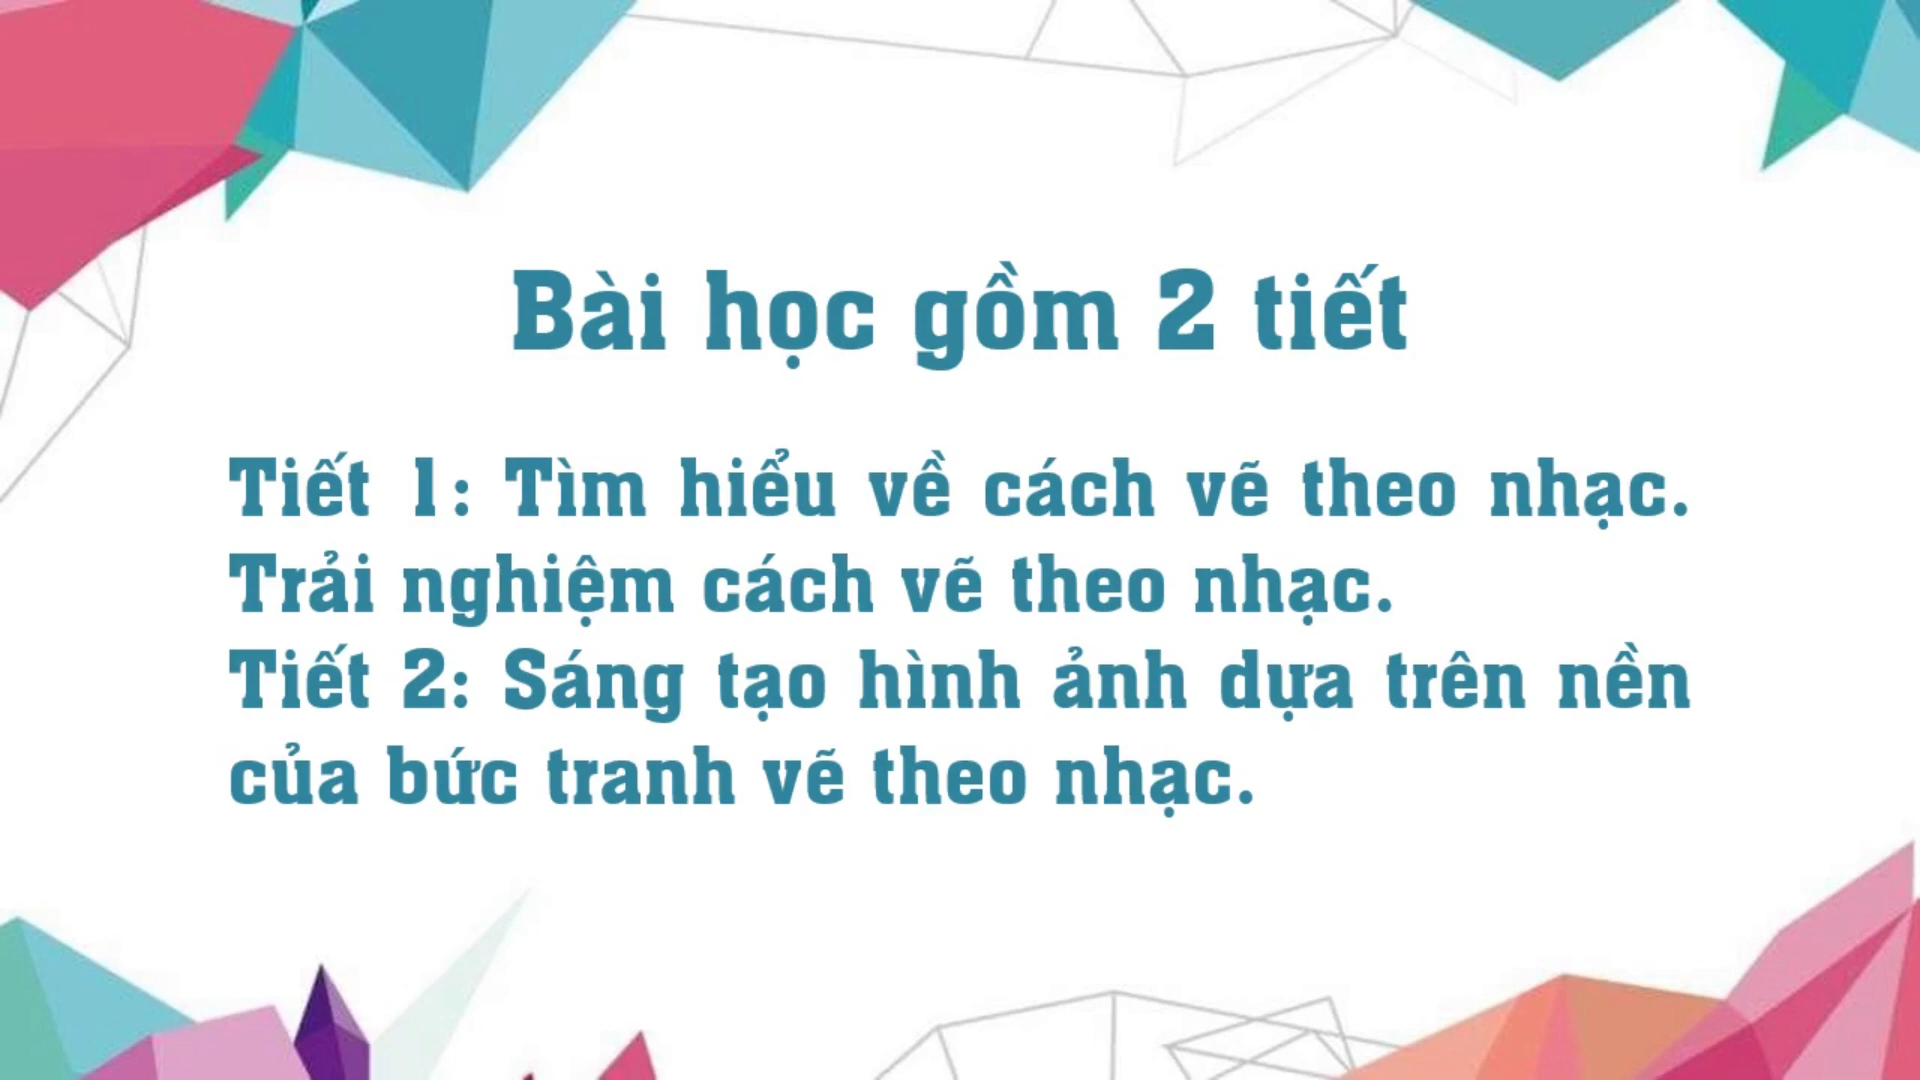 Bài học gồm 2 tiết
Tiết 1: Tìm hiểu về cách vẽ theo nhạc.
Trải nghiệm cách vẽ theo nhạc.
Tiết 2: Sáng tạo hình ảnh dựa trên nền
của bức tranh vẽ theo nhạc.